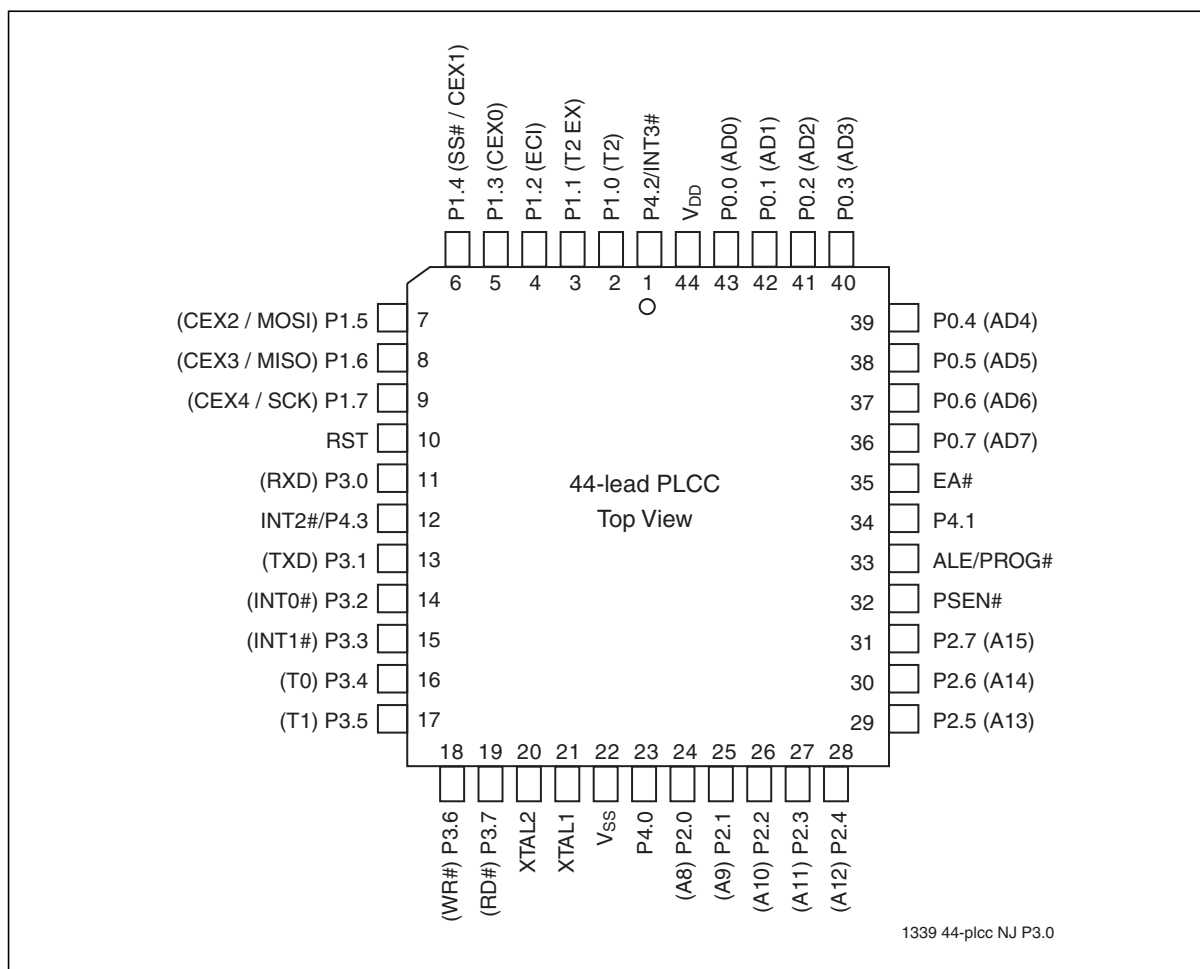 P1.4 (SS# / CEX1)
P1.3 (CEX0)
P1.2 (ECI)
P1.1 (T2 EX)
P1.0 (T2)
P4.2/INT3#
VDD
P0.0 (AD0)
P0.1 (AD1)
P0.2 (AD2)
P0.3 (AD3)
6 5 4 3 2 1 44 43 42 41 40
(CEX2 / MOSI) P1.5 7
(CEX3 / MISO) P1.6 8
(CEX4 / SCK) P1.7 9
RST 10
(RXD) P3.0 11
INT2#/P4.3 12
(TXD) P3.1 13
(INT0#) P3.2 14
(INT1#) P3.3 15
(T0) P3.4 16
(T1) P3.5 17
44-lead PLCC
Top View
39 P0.4 (AD4)
38 P0.5 (AD5)
37 P0.6 (AD6)
36 P0.7 (AD7)
35 EA#
34 P4.1
33 ALE/PROG#
32 PSEN#
31 P2.7 (A15)
30 P2.6 (A14)
29 P2.5 (A13)
18 19 20 21 22 23 24 25 26 27 28
(WR#) P3.6
(RD#) P3.7
XTAL2
XTAL1
VSS
P4.0
(A8) P2.0
(A9) P2.1
(A10) P2.2
(A11) P2.3
(A12) P2.4
1339 44-plcc NJ P3.0